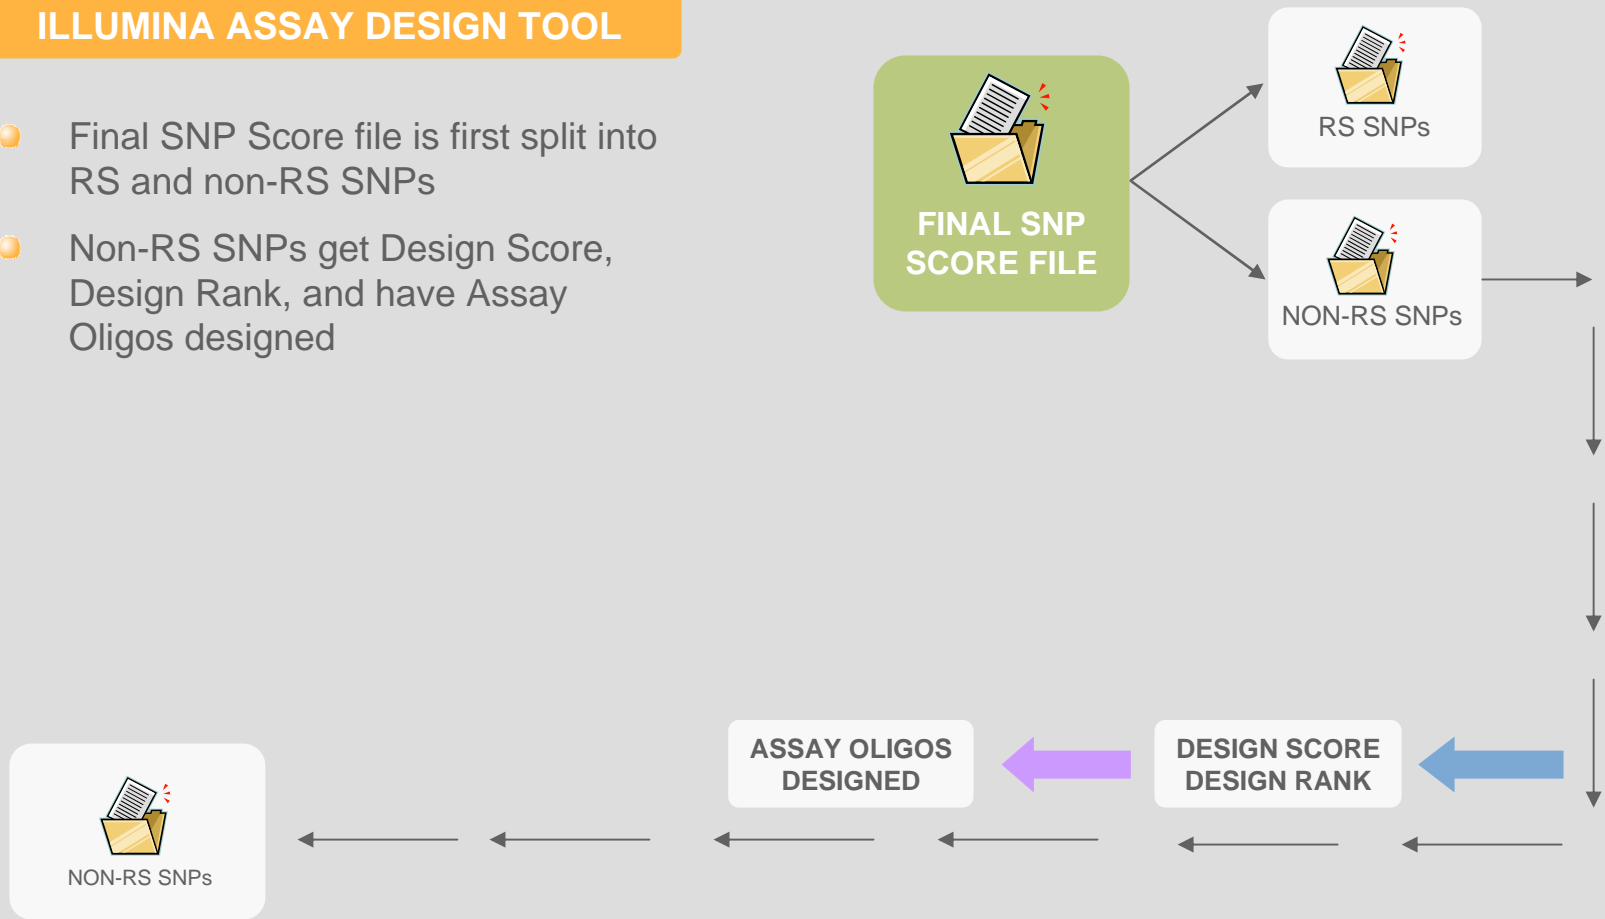 ILLUMINA ASSAY DESIGN TOOL
Final SNP Score file is first split into
RS and non-RS SNPs
Non-RS SNPs get Design Score,
Design Rank, and have Assay
Oligos designed
FINAL SNP
SCORE FILE
RS SNPs
NON-RS SNPs
ASSAY OLIGOS
DESIGNED
DESIGN SCORE
DESIGN RANK
NON-RS SNPs